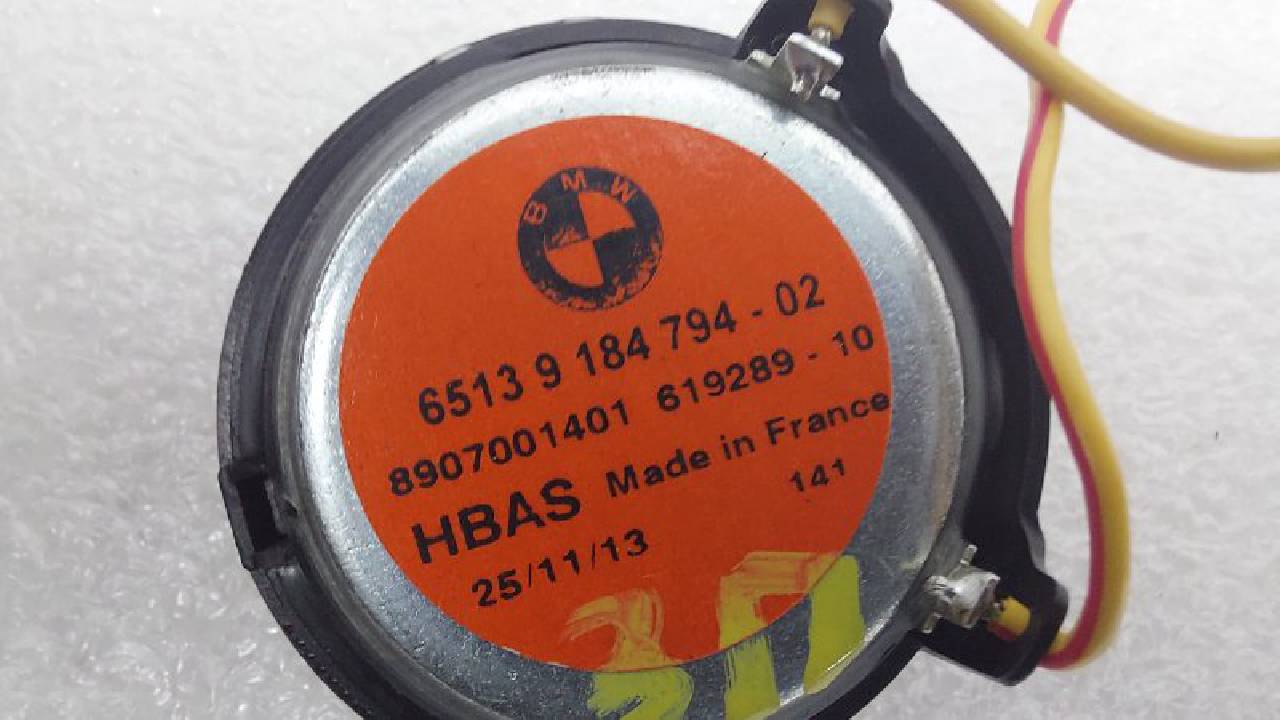 BMW
6513 9 184 794 - 02
8907001401 619289 - 10
HBAS Made in France
25/11/13 141